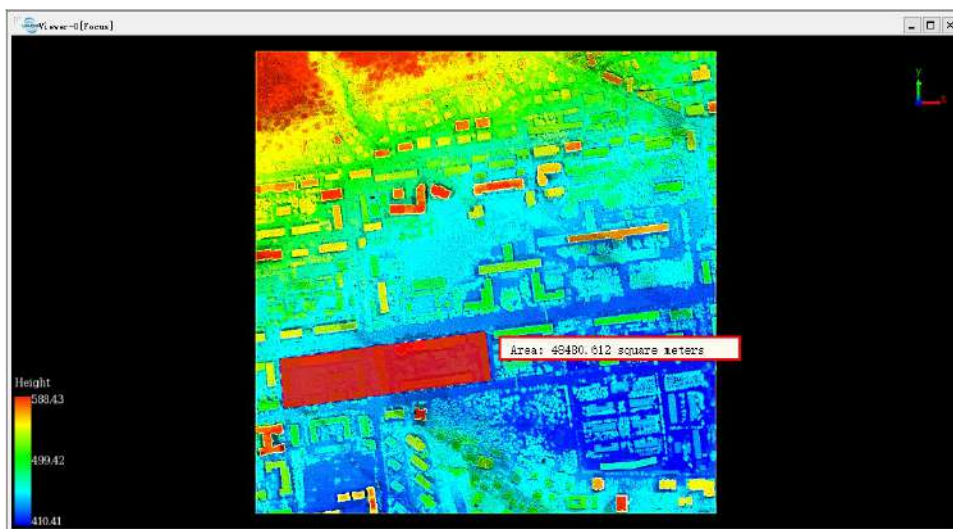 Viewer-0[Focus]
y
x
Area: 48480.612 square meters
Height
588.43
499.42
410.41